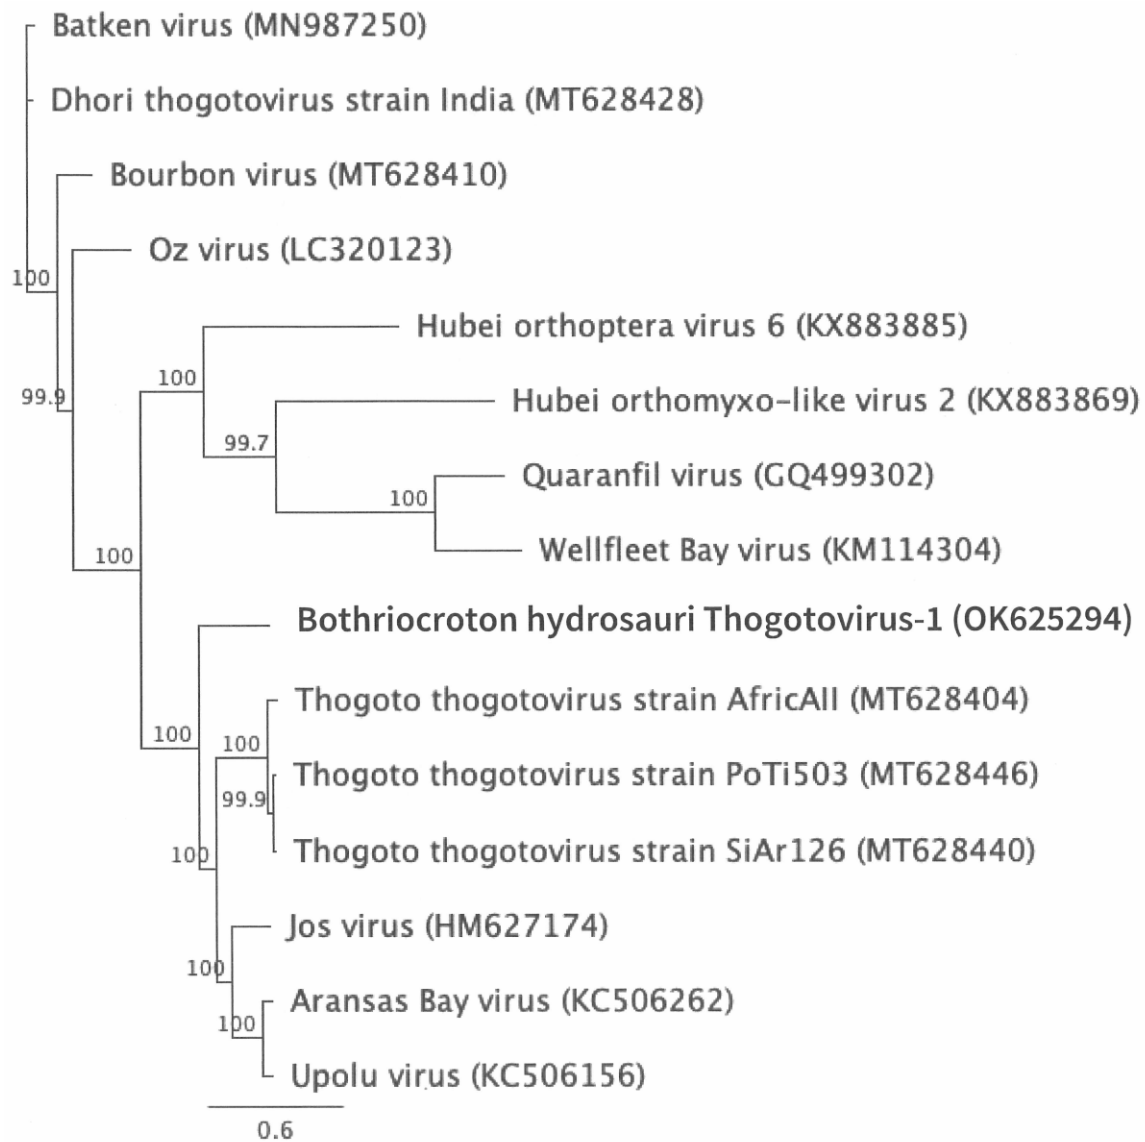 Batken virus (MN987250)
Dhori thogotovirus strain India (MT628428)
Bourbon virus (MT628410)
Oz virus (LC320123)
100
Hubei orthoptera virus 6 (KX883885)
100
99.9
Hubei orthomyxo-like virus 2 (KX883869)
99.7
Quaranfil virus (GQ499302)
100
Wellfleet Bay virus (KM114304)
100
Bothriocroton hydrosauri Thogotovirus-1 (OK625294)
Thogoto thogotovirus strain AfricAII (MT628404)
100
100
Thogoto thogotovirus strain PoTi503 (MT628446)
99.9
Thogoto thogotovirus strain SiAr126 (MT628440)
100
Jos virus (HM627174)
100
Aransas Bay virus (KC506262)
100
Upolu virus (KC506156)
0.6